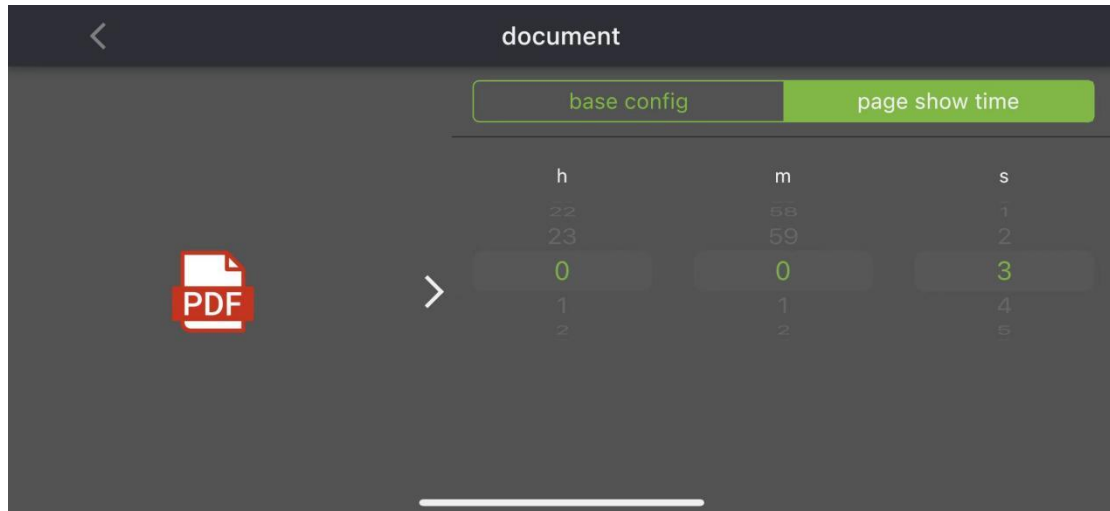 document
base config page show time
h m s
22 58 1
23 59 2
0 0 3
PDF
1 1 4
2 2 5